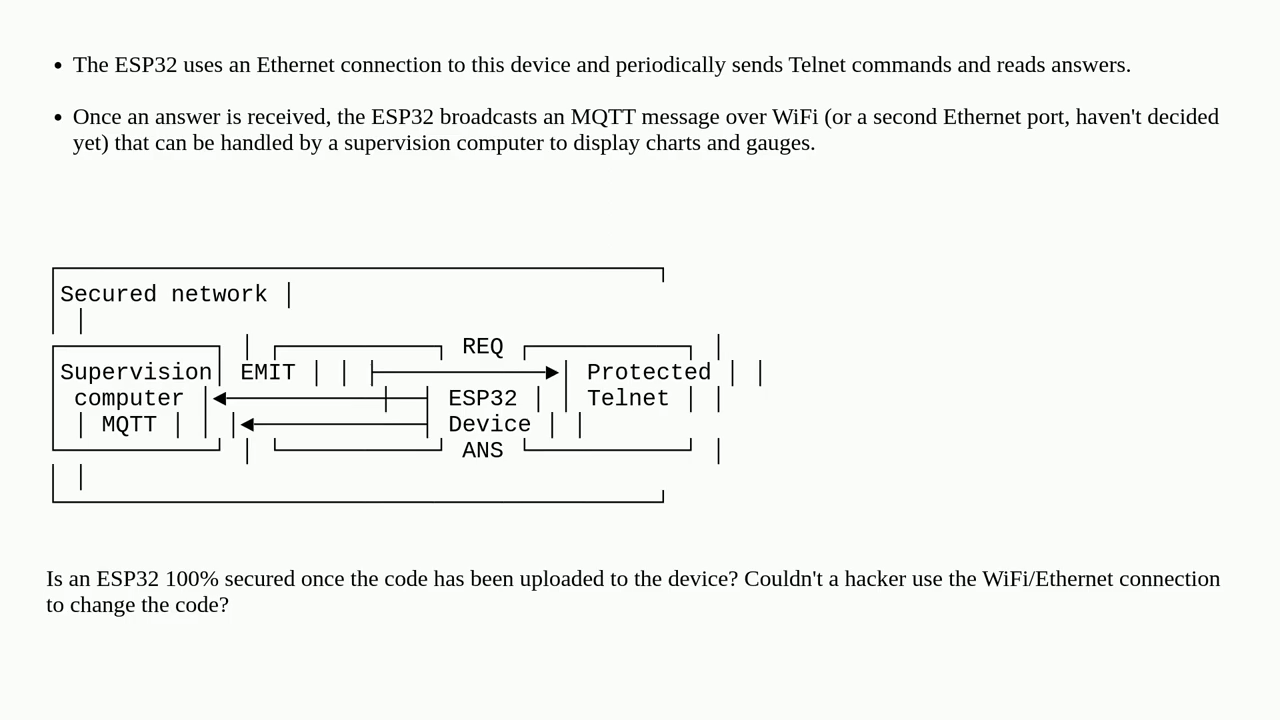 • The ESP32 uses an Ethernet connection to this device and periodically sends Telnet commands and reads answers.
• Once an answer is received, the ESP32 broadcasts an MQTT message over WiFi (or a second Ethernet port, haven't decided
yet) that can be handled by a supervision computer to display charts and gauges.
Secured network
REQ
Supervision EMIT Protected
computer ESP32 Telnet
MQTT Device
ANS
Is an ESP32 100% secured once the code has been uploaded to the device? Couldn't a hacker use the WiFi/Ethernet connection
to change the code?